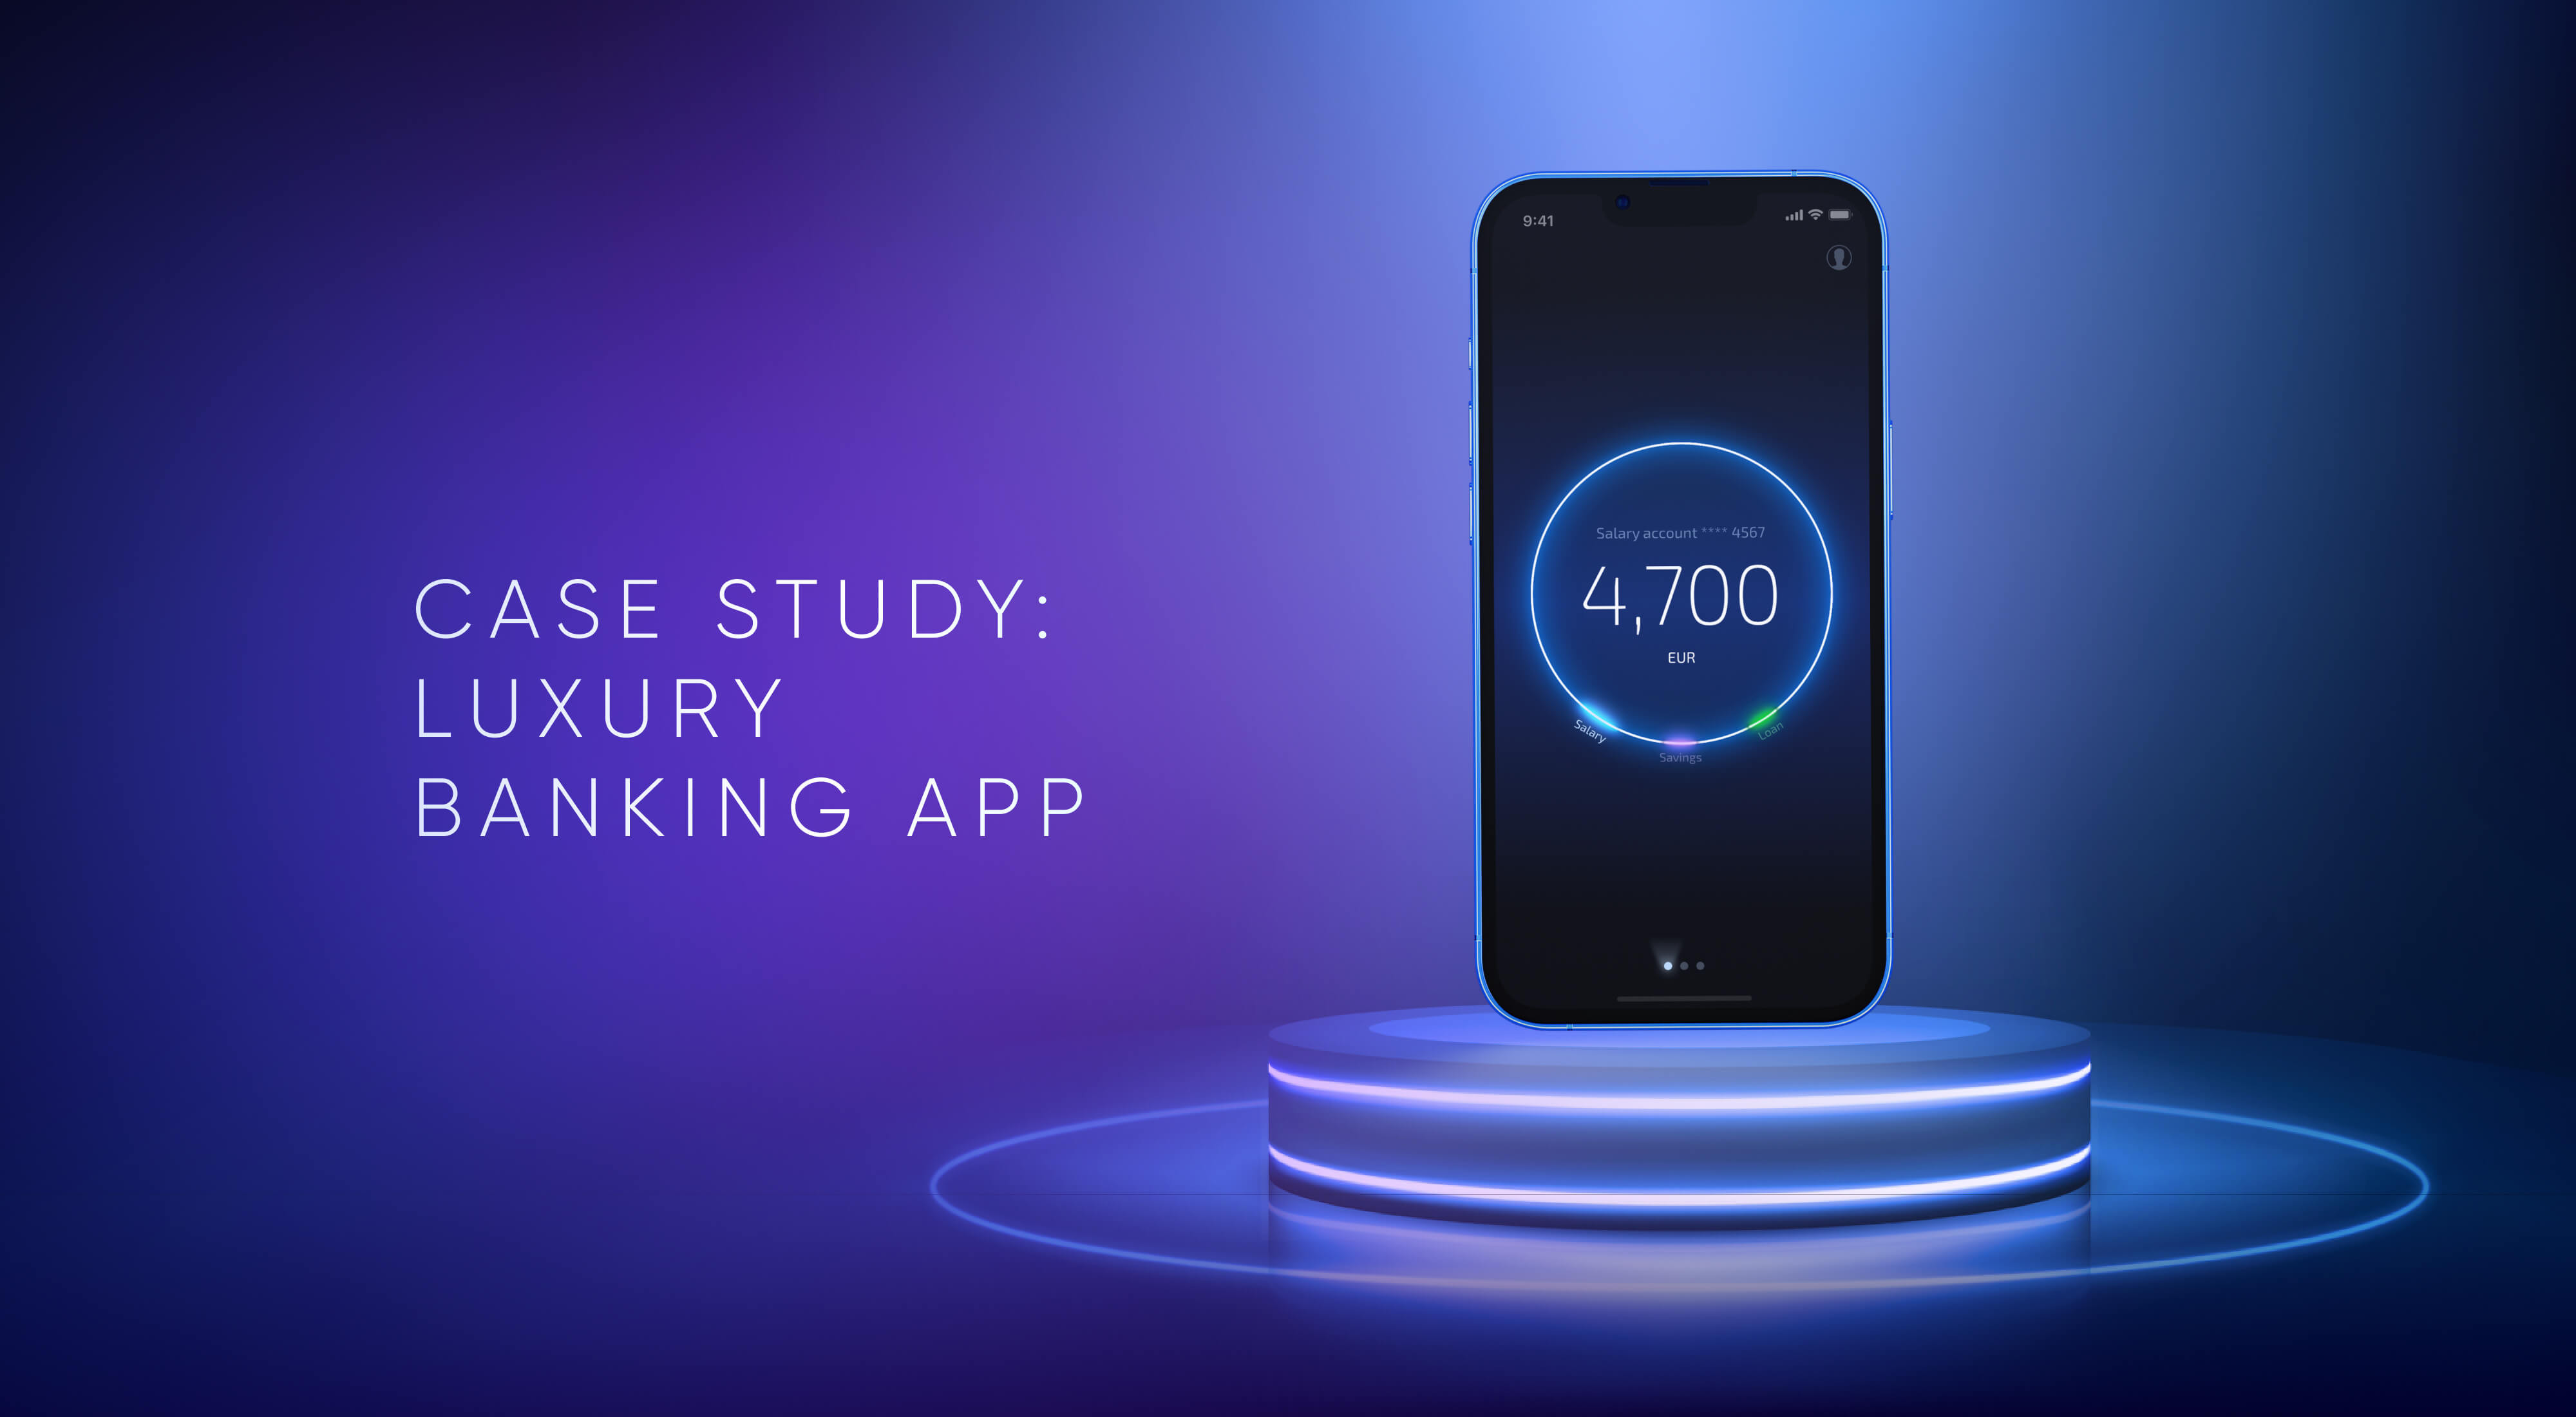 CASE STUDY:
LUXURY
BANKING APP
9:41
Salary account **** 4567
4,700
EUR
Salary
Savings
Loan